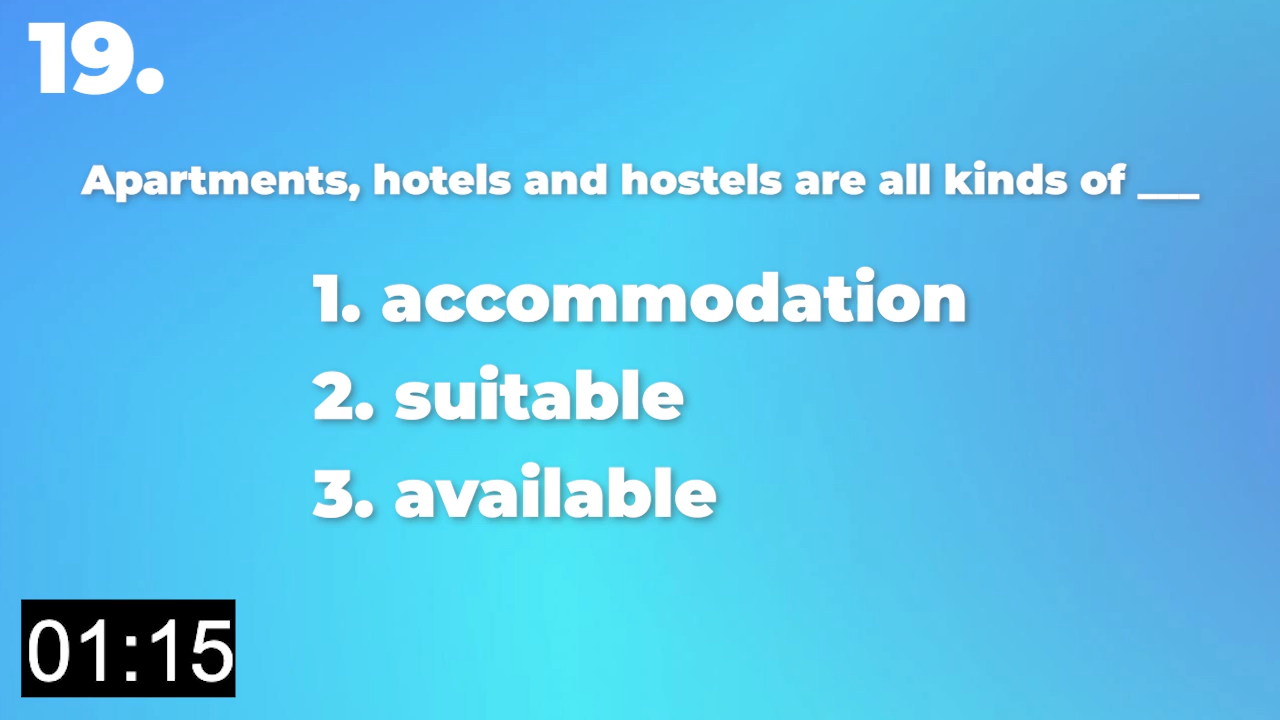 19.
Apartments, hotels and hostels are all kinds of ___
1. accommodation
2. suitable
3. available
01:15